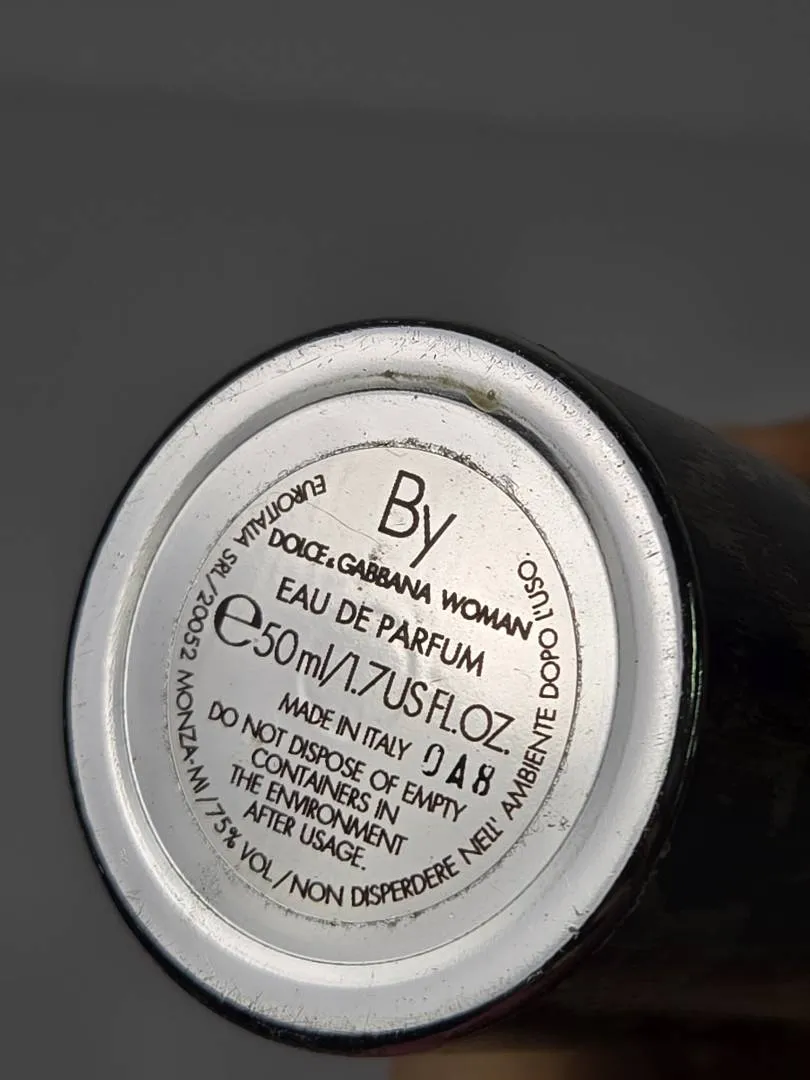 By
DOLCE & GABBANA WOMAN
EAU DE PARFUM
℮50ml/1.7US FL.OZ.
MADE IN ITALY 0A8
DO NOT DISPOSE OF EMPTY
CONTAINERS IN
THE ENVIRONMENT
AFTER USAGE.
EUROITALIA SRL/20052 MONZA-MI/75% VOL/NON DISPERDERE NELL' AMBIENTE DOPO L'USO.